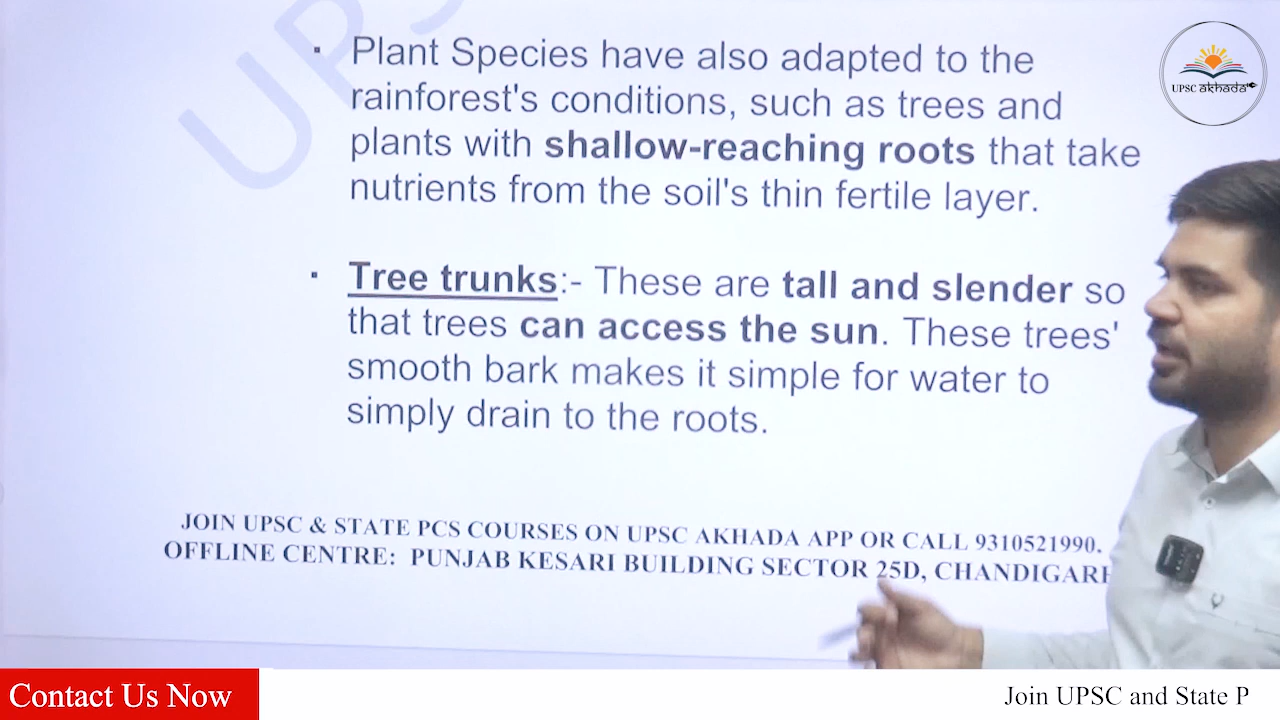 UPS
▪ Plant Species have also adapted to the
rainforest's conditions, such as trees and
plants with shallow-reaching roots that take
nutrients from the soil's thin fertile layer.
▪ Tree trunks:- These are tall and slender so
that trees can access the sun. These trees'
smooth bark makes it simple for water to
simply drain to the roots.
JOIN UPSC & STATE PCS COURSES ON UPSC AKHADA APP OR CALL 9310521990.
OFFLINE CENTRE: PUNJAB KESARI BUILDING SECTOR 25D, CHANDIGARH
UPSC akhada
Contact Us Now
Join UPSC and State P